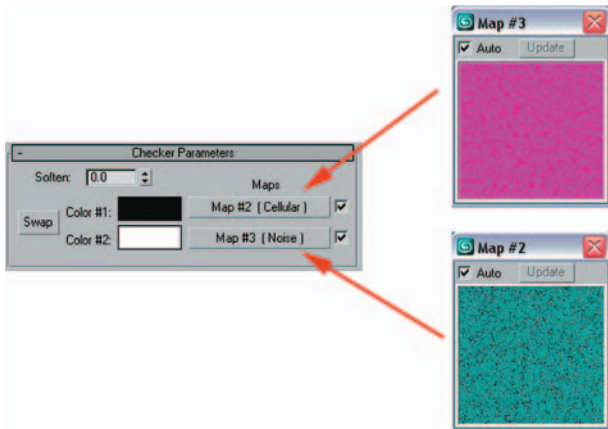 Map #3
Auto Update
Checker Parameters
Soften: 0.0
Maps
Swap
Color #1: Map #2 ( Cellular )
Color #2: Map #3 ( Noise )
Map #2
Auto Update